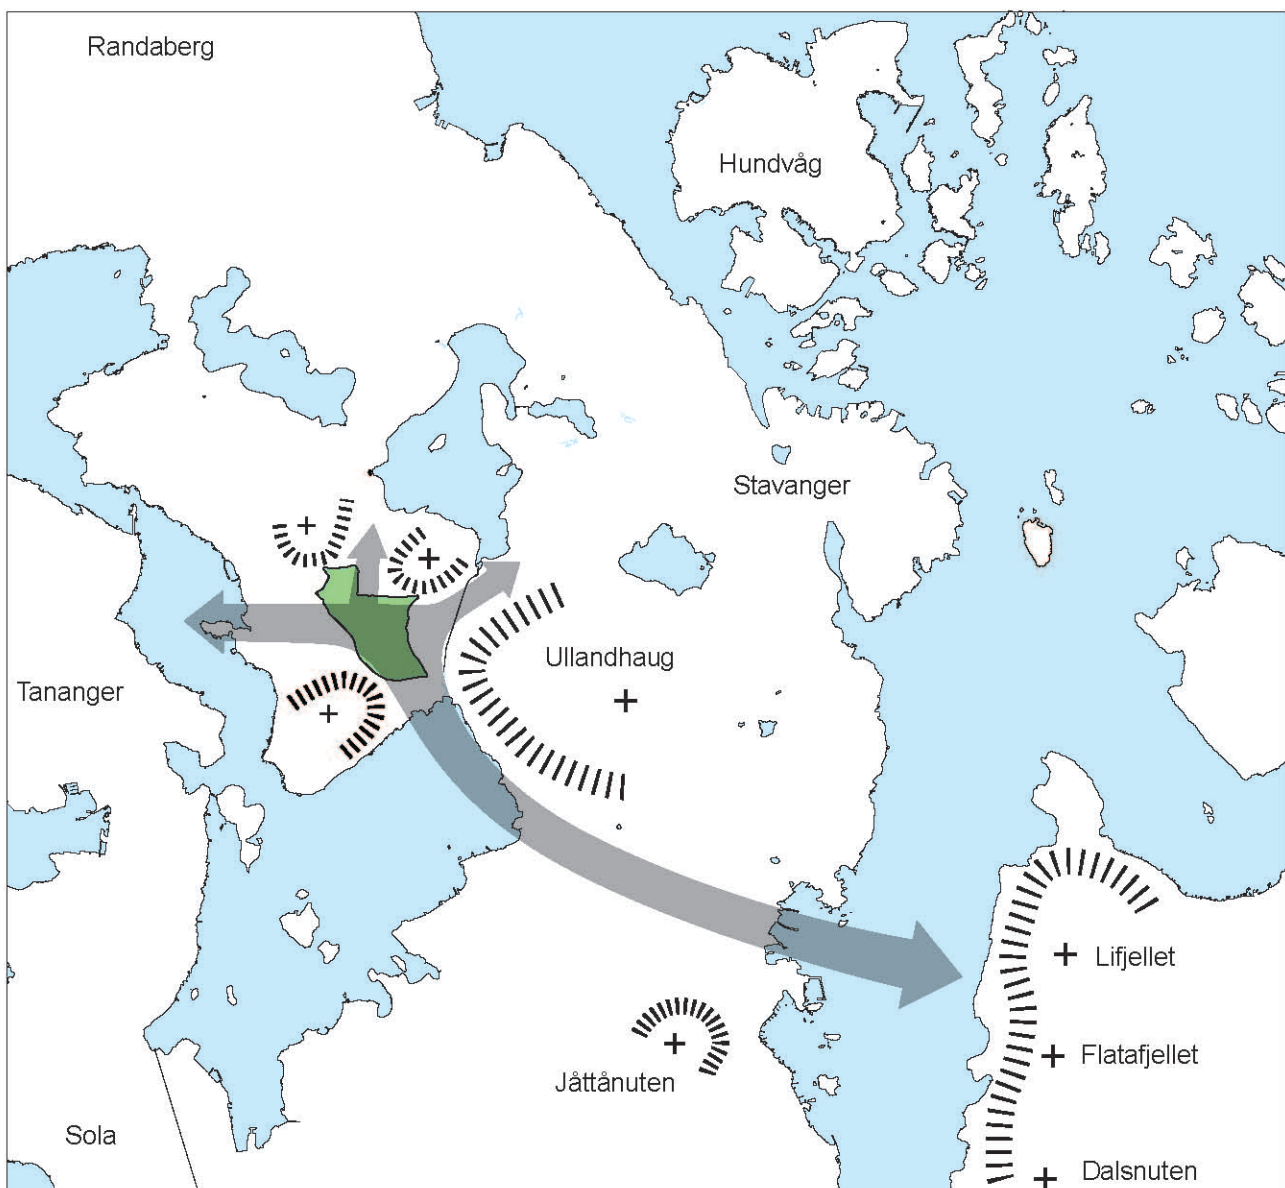 Randaberg
Hundvåg
Stavanger
Ullandhaug
Tananger
Lifjellet
Flatafjellet
Jåttånuten
Sola
Dalsnuten